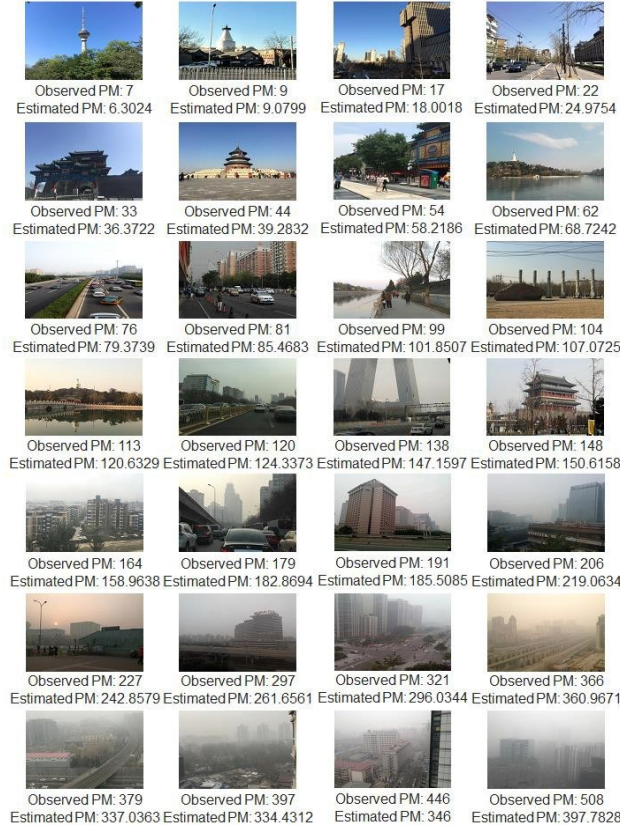 Observed PM: 7
Estimated PM: 6.3024
Observed PM: 9
Estimated PM: 9.0799
Observed PM: 17
Estimated PM: 18.0018
Observed PM: 22
Estimated PM: 24.9754
Observed PM: 33
Estimated PM: 36.3722
Observed PM: 44
Estimated PM: 39.2832
Observed PM: 54
Estimated PM: 58.2186
Observed PM: 62
Estimated PM: 68.7242
Observed PM: 76
Estimated PM: 79.3739
Observed PM: 81
Estimated PM: 85.4683
Observed PM: 99
Estimated PM: 101.8507
Observed PM: 104
Estimated PM: 107.0725
Observed PM: 113
Estimated PM: 120.6329
Observed PM: 120
Estimated PM: 124.3373
Observed PM: 138
Estimated PM: 147.1597
Observed PM: 148
Estimated PM: 150.6158
Observed PM: 164
Estimated PM: 158.9638
Observed PM: 179
Estimated PM: 182.8694
Observed PM: 191
Estimated PM: 185.5085
Observed PM: 206
Estimated PM: 219.0634
Observed PM: 227
Estimated PM: 242.8579
Observed PM: 297
Estimated PM: 261.6561
Observed PM: 321
Estimated PM: 296.0344
Observed PM: 366
Estimated PM: 360.9671
Observed PM: 379
Estimated PM: 337.0363
Observed PM: 397
Estimated PM: 334.4312
Observed PM: 446
Estimated PM: 346
Observed PM: 508
Estimated PM: 397.7828